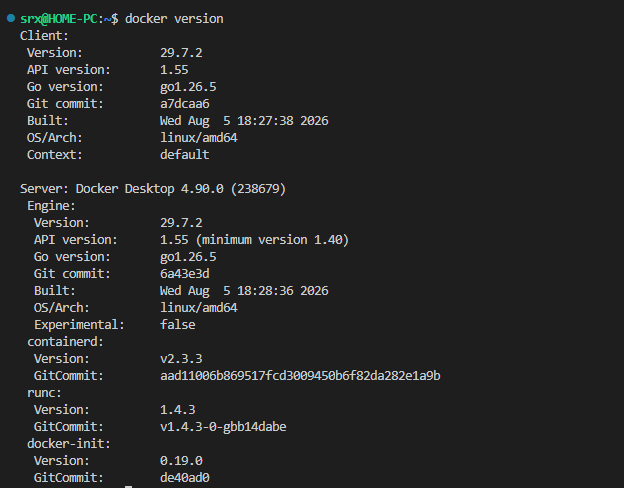 srx@HOME-PC:~$ docker version
Client:
 Version:           29.7.2
 API version:       1.55
 Go version:        go1.26.5
 Git commit:        a7dcaa6
 Built:             Wed Aug  5 18:27:38 2026
 OS/Arch:           linux/amd64
 Context:           default

Server: Docker Desktop 4.90.0 (238679)
 Engine:
  Version:          29.7.2
  API version:      1.55 (minimum version 1.40)
  Go version:       go1.26.5
  Git commit:       6a43e3d
  Built:            Wed Aug  5 18:28:36 2026
  OS/Arch:          linux/amd64
  Experimental:     false
 containerd:
  Version:          v2.3.3
  GitCommit:        aad11006b869517fcd3009450b6f82da282e1a9b
 runc:
  Version:          1.4.3
  GitCommit:        v1.4.3-0-gbb14dabe
 docker-init:
  Version:          0.19.0
  GitCommit:        de40ad0